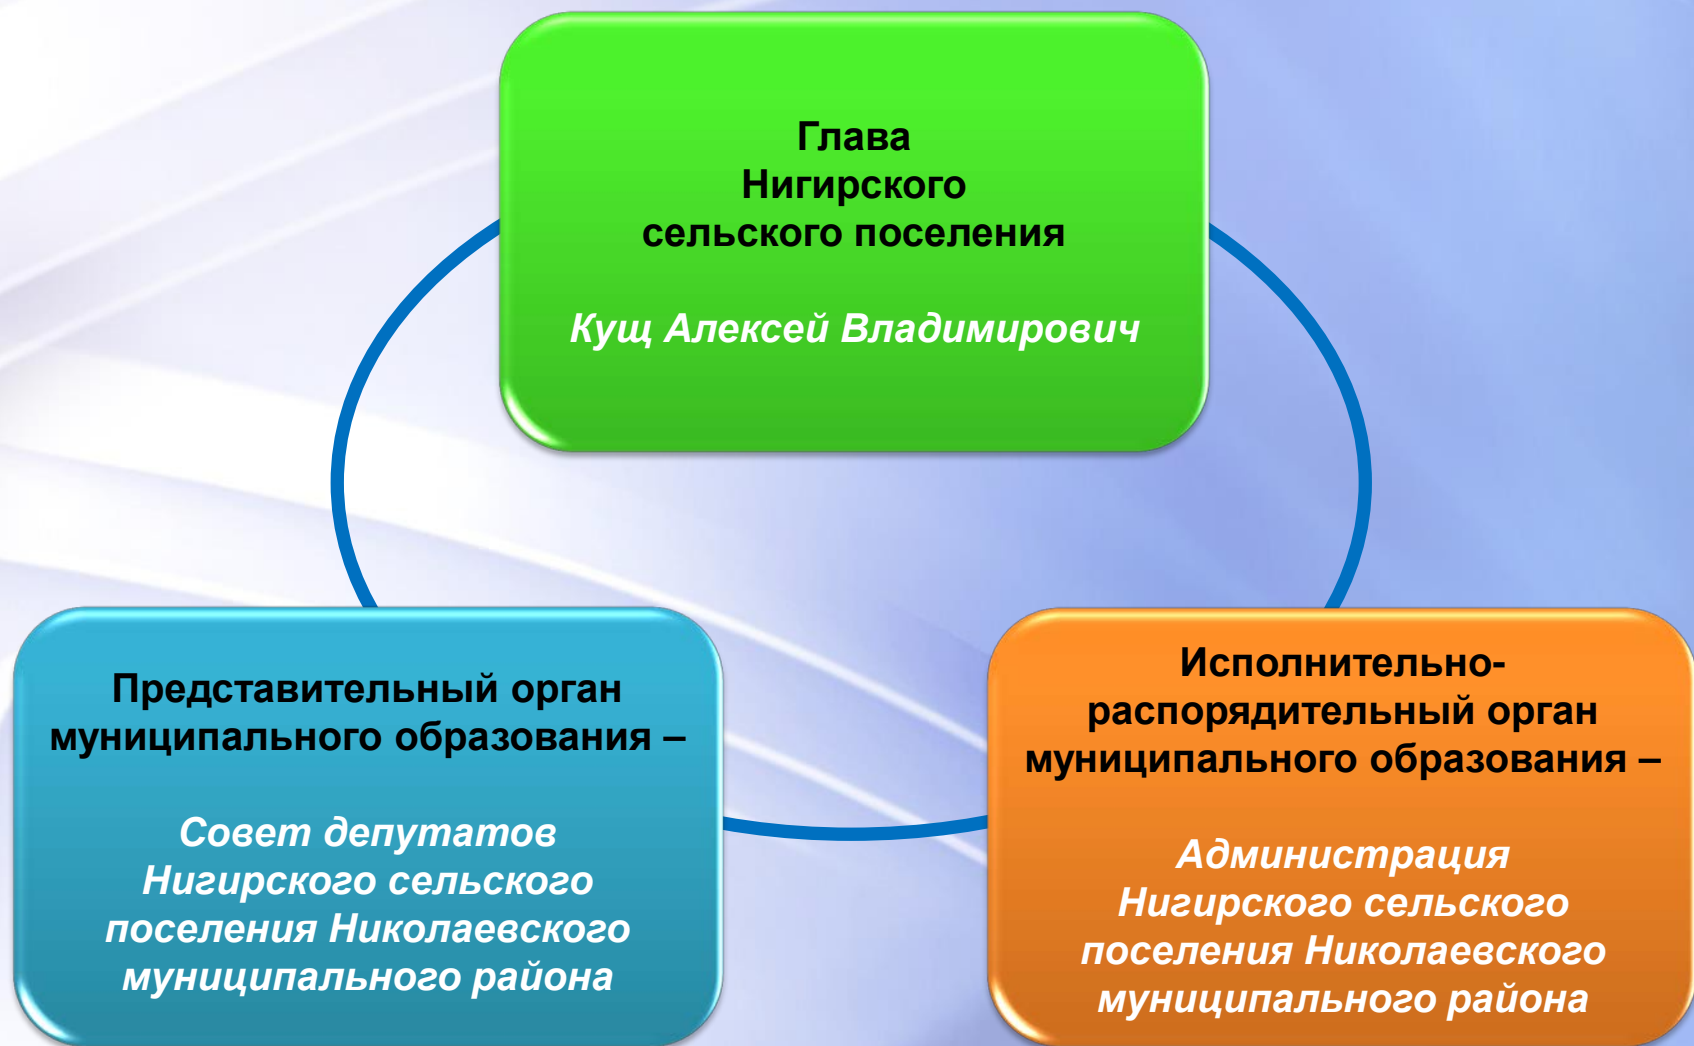 Глава
Нигирского
сельского поселения
Кущ Алексей Владимирович
Представительный орган
муниципального образования –
Совет депутатов
Нигирского сельского
поселения Николаевского
муниципального района
Исполнительно-
распорядительный орган
муниципального образования –
Администрация
Нигирского сельского
поселения Николаевского
муниципального района